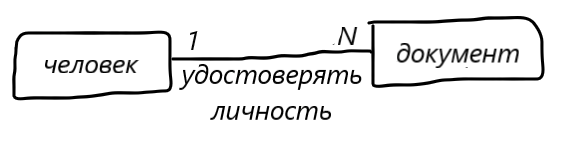 человек
1
N
документ
удостоверять
личность